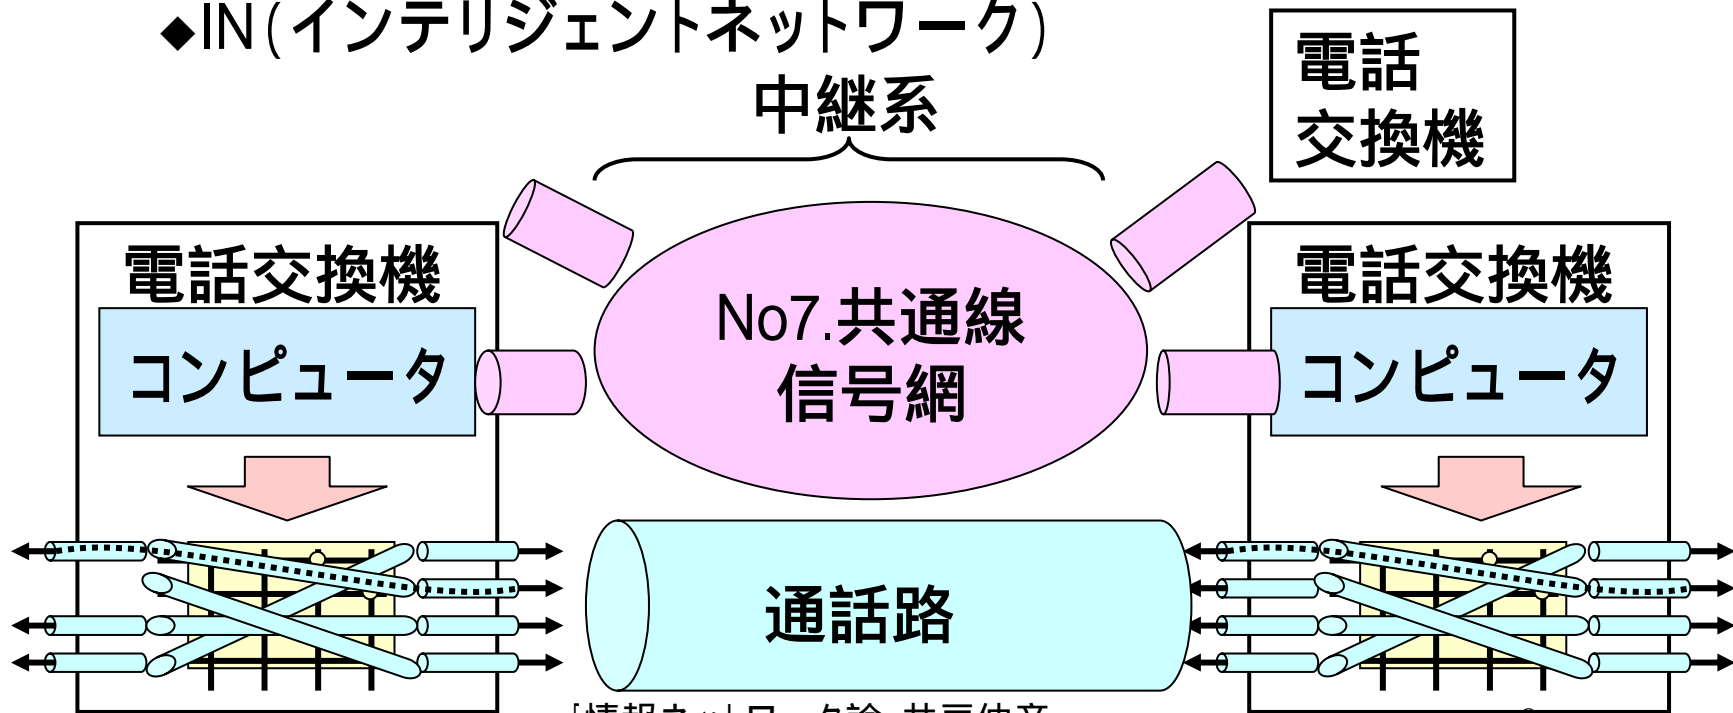 ◆IN(インテリジェントネットワーク)
中継系
電話
交換機
電話交換機
コンピュータ
No7.共通線
信号網
電話交換機
コンピュータ
通話路